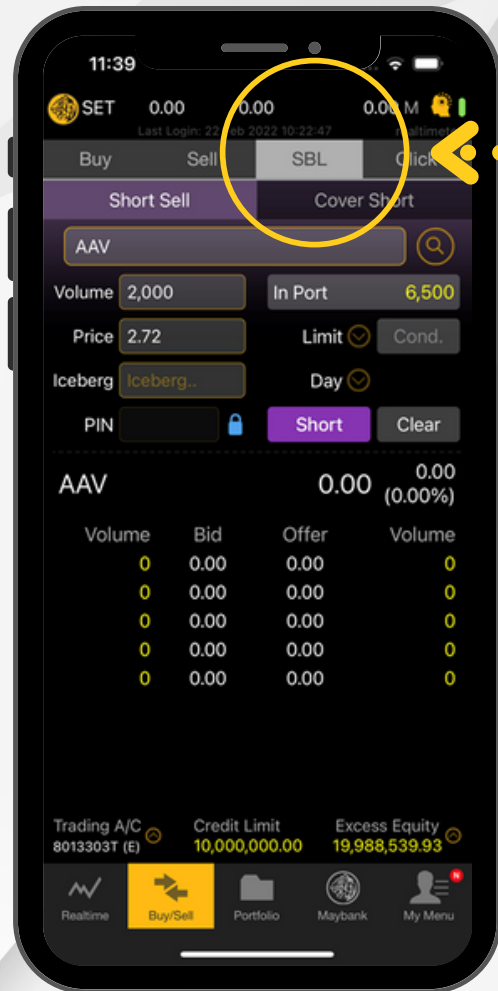 11:39
SET 0.00 0.00 0.00 M
Last Login: 22 Feb 2022 10:22:47
Buy Sell SBL Click
Short Sell Cover Short
AAV
Volume 2,000 In Port 6,500
Price 2.72 Limit Cond.
Iceberg Iceberg.. Day
PIN Short Clear
AAV 0.00 0.00
(0.00%)
Volume Bid Offer Volume
0 0.00 0.00 0
0 0.00 0.00 0
0 0.00 0.00 0
0 0.00 0.00 0
0 0.00 0.00 0
Trading A/C Credit Limit Excess Equity
8013303T (E) 10,000,000.00 19,988,539.93
N
Realtime Buy/Sell Portfolio Maybank My Menu